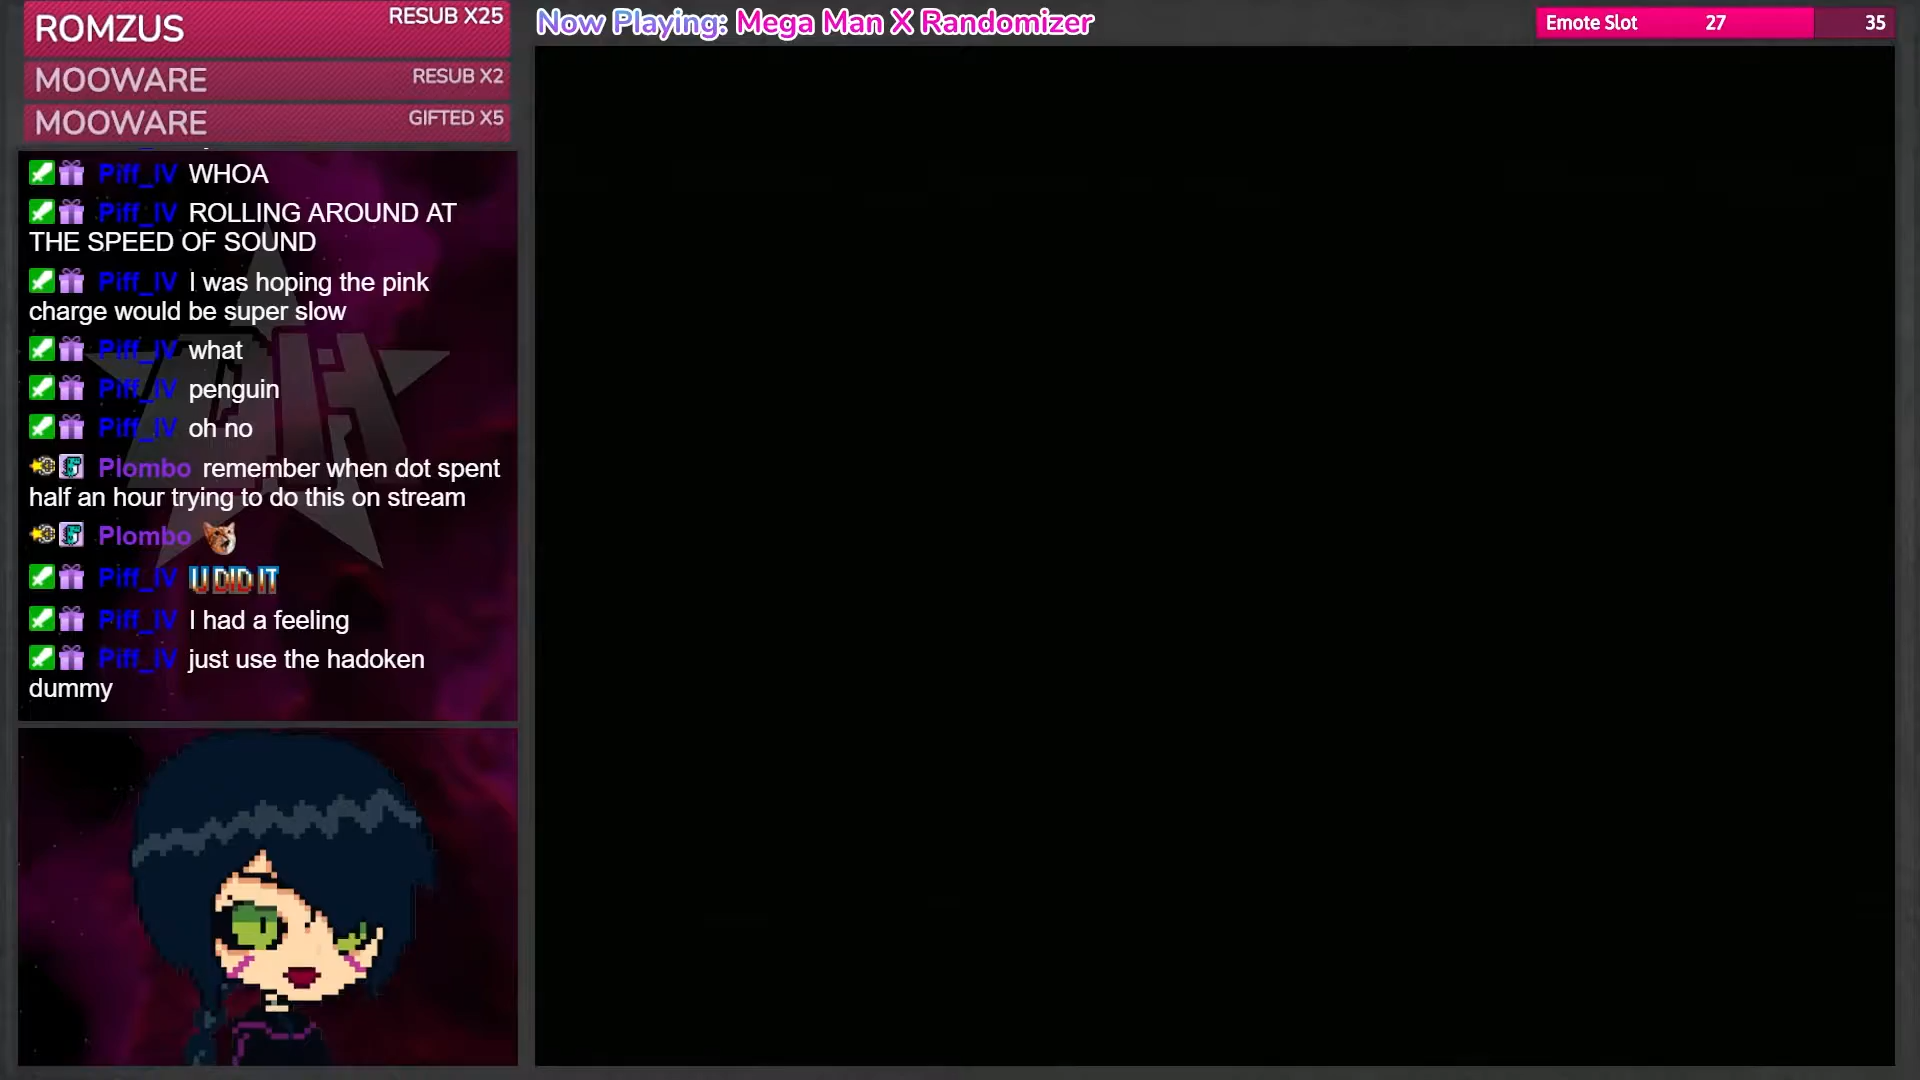 ROMZUS RESUB X25
MOOWARE RESUB X2
MOOWARE GIFTED X5
Now Playing: Mega Man X Randomizer
Emote Slot 27 35
Piff_IV WHOA
Piff_IV ROLLING AROUND AT
THE SPEED OF SOUND
Piff_IV I was hoping the pink
charge would be super slow
Piff_IV what
Piff_IV penguin
Piff_IV oh no
Plombo remember when dot spent
half an hour trying to do this on stream
Plombo
Piff_IV U DID IT
Piff_IV I had a feeling
Piff_IV just use the hadoken
dummy